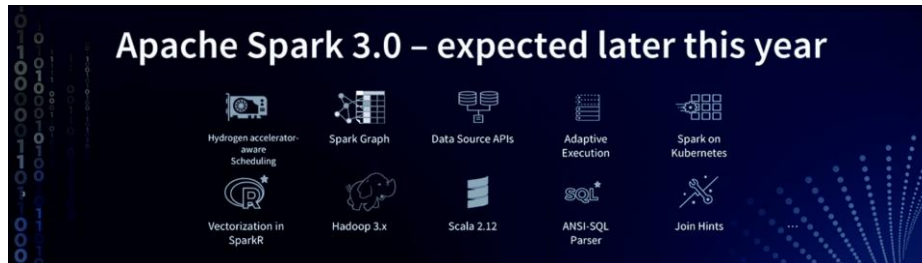 Apache Spark 3.0 – expected later this year
Hydrogen accelerator-
aware
Scheduling
Spark Graph
Data Source APIs
Adaptive
Execution
Spark on
Kubernetes
R
Vectorization in
SparkR
Hadoop 3.x
Scala 2.12
SQL
ANSI-SQL
Parser
Join Hints
...